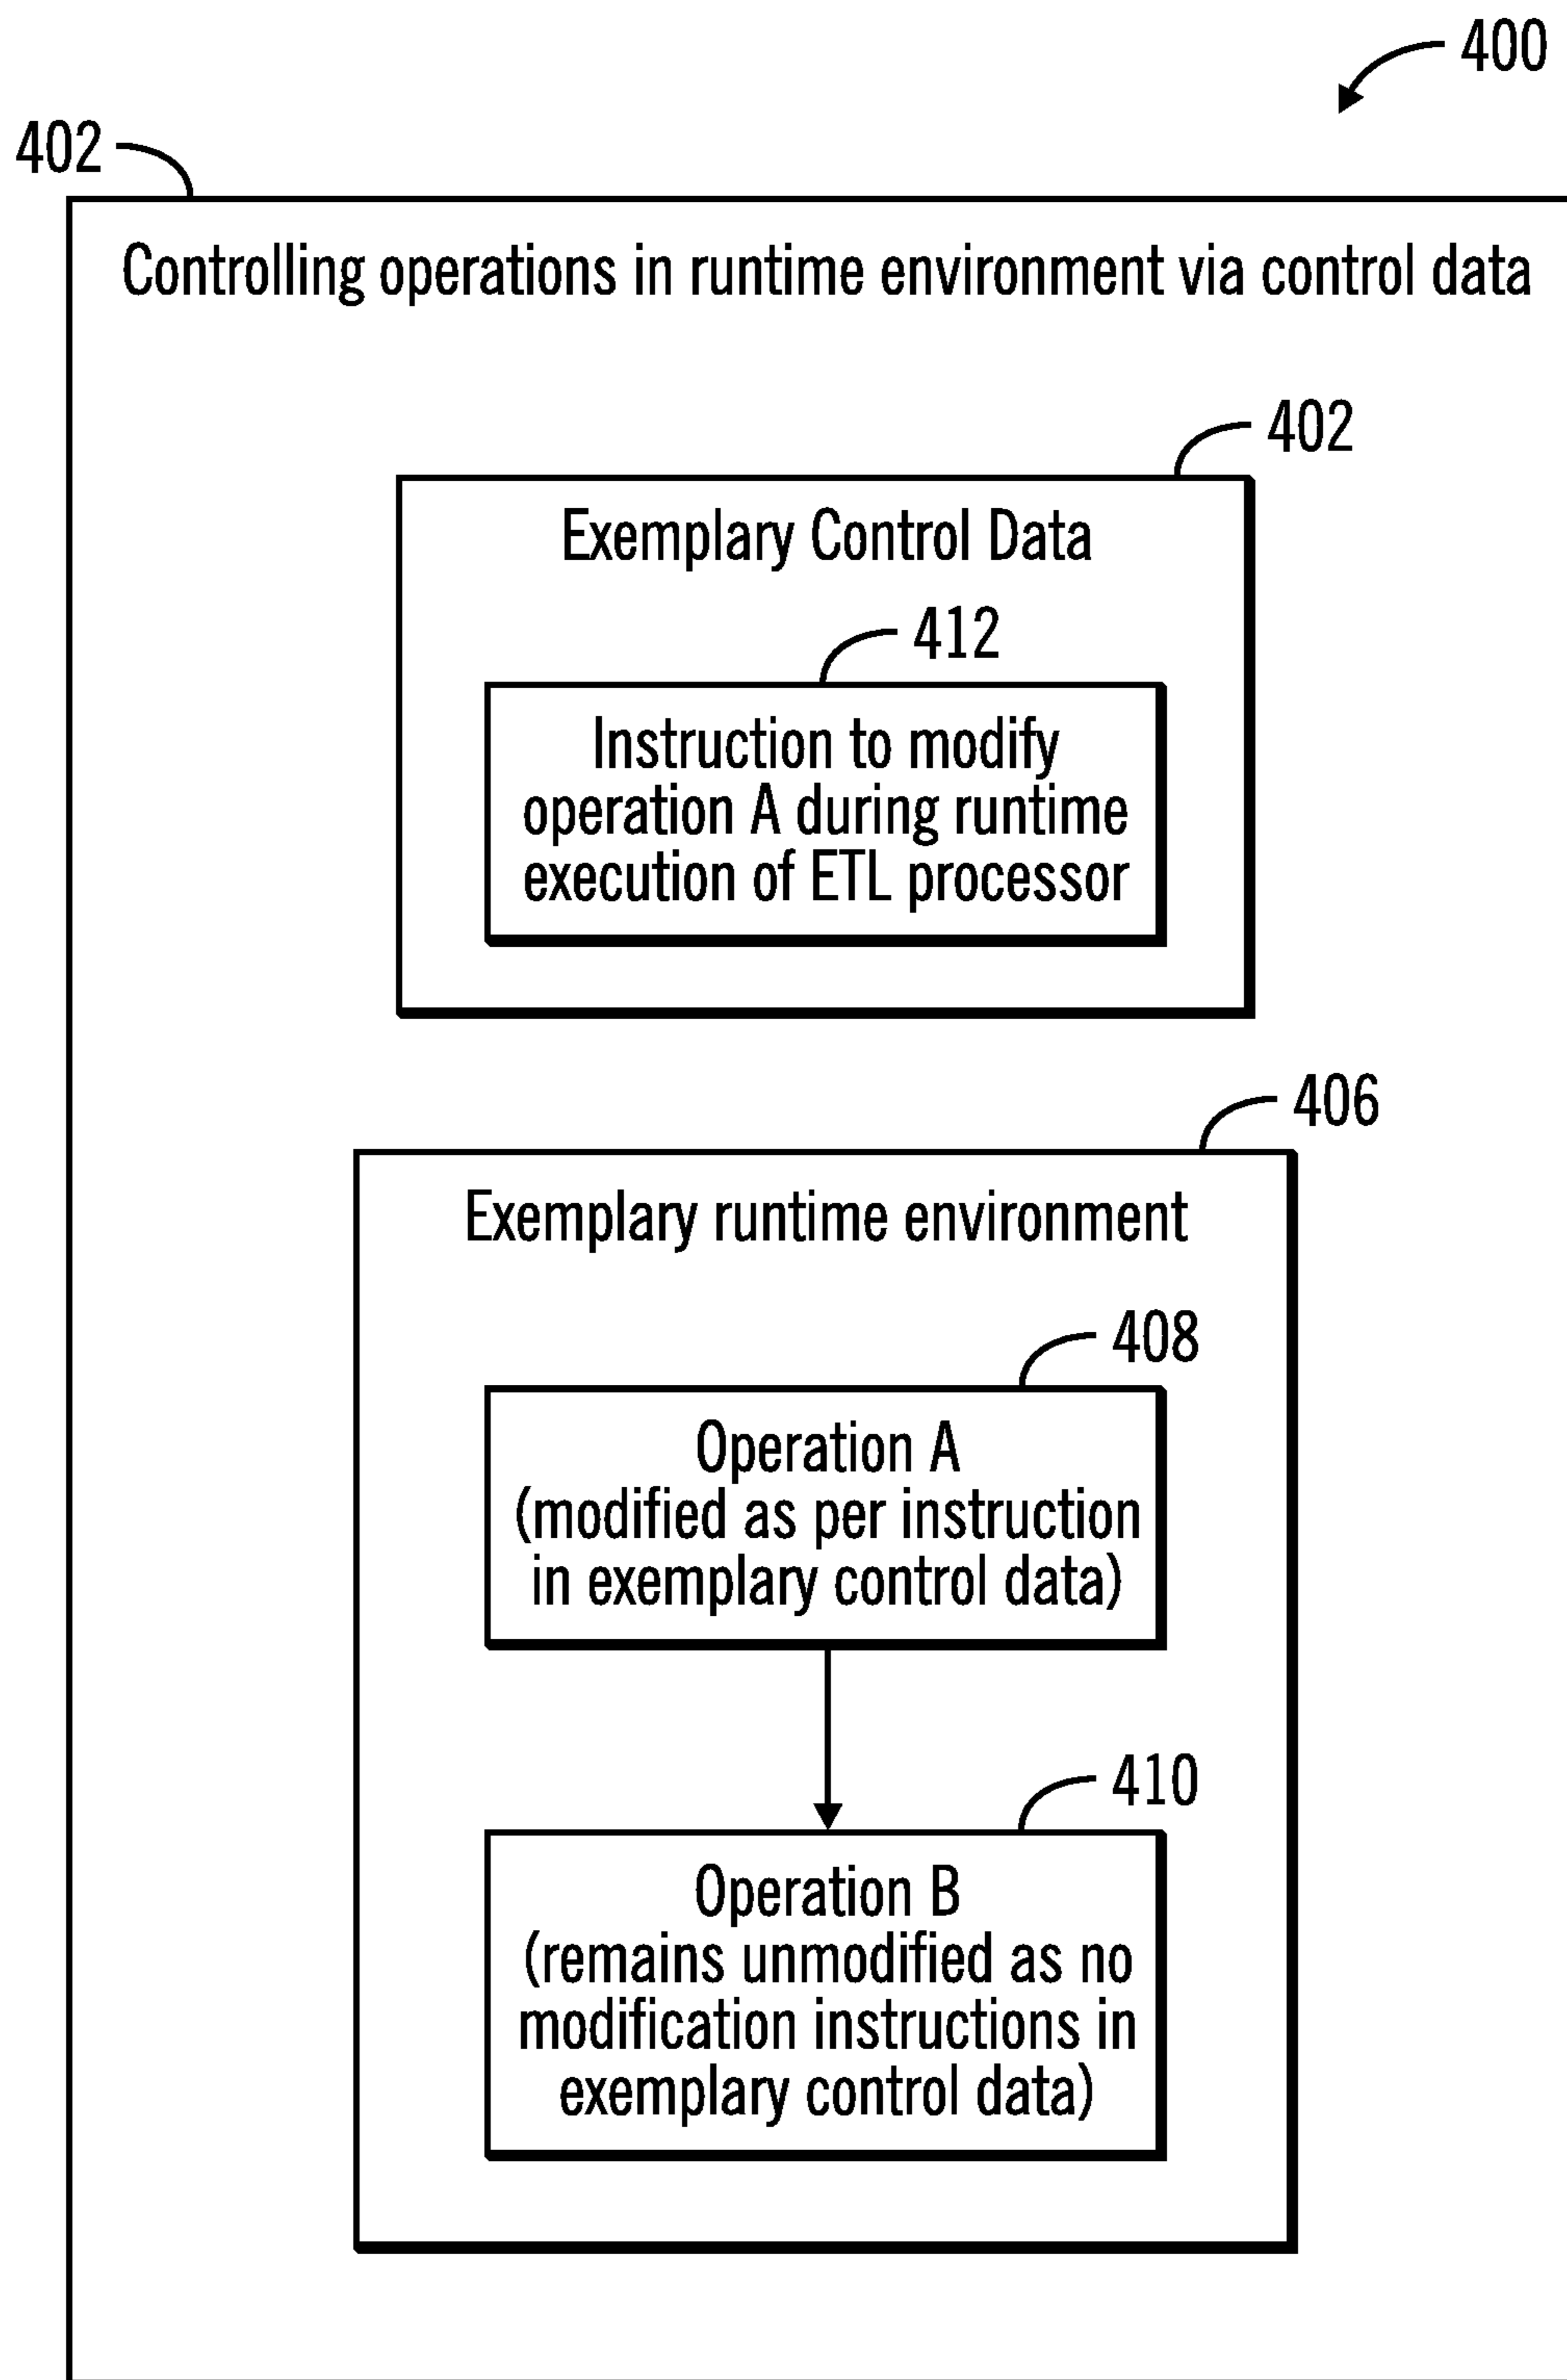 400
402
Controlling operations in runtime environment via control data
402
Exemplary Control Data
412
Instruction to modify
operation A during runtime
execution of ETL processor
406
Exemplary runtime environment
408
Operation A
(modified as per instruction
in exemplary control data)
410
Operation B
(remains unmodified as no
modification instructions in
exemplary control data)